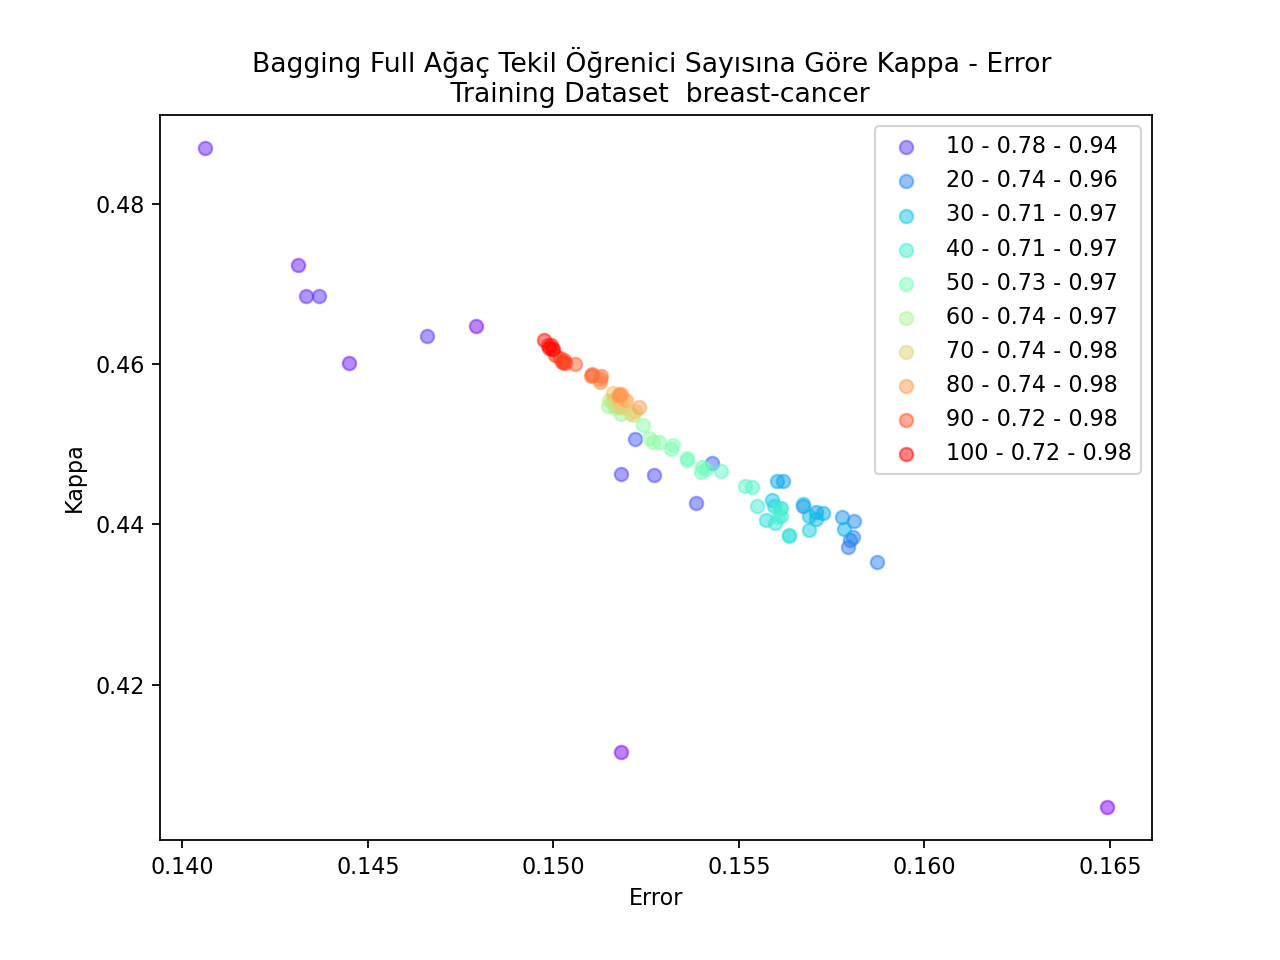 Bagging Full Ağaç Tekil Öğrenici Sayısına Göre Kappa - Error
Training Dataset  breast-cancer
10 - 0.78 - 0.94
20 - 0.74 - 0.96
30 - 0.71 - 0.97
40 - 0.71 - 0.97
50 - 0.73 - 0.97
60 - 0.74 - 0.97
70 - 0.74 - 0.98
80 - 0.74 - 0.98
90 - 0.72 - 0.98
100 - 0.72 - 0.98
Kappa
0.48
0.46
0.44
0.42
0.140
0.145
0.150
0.155
0.160
0.165
Error